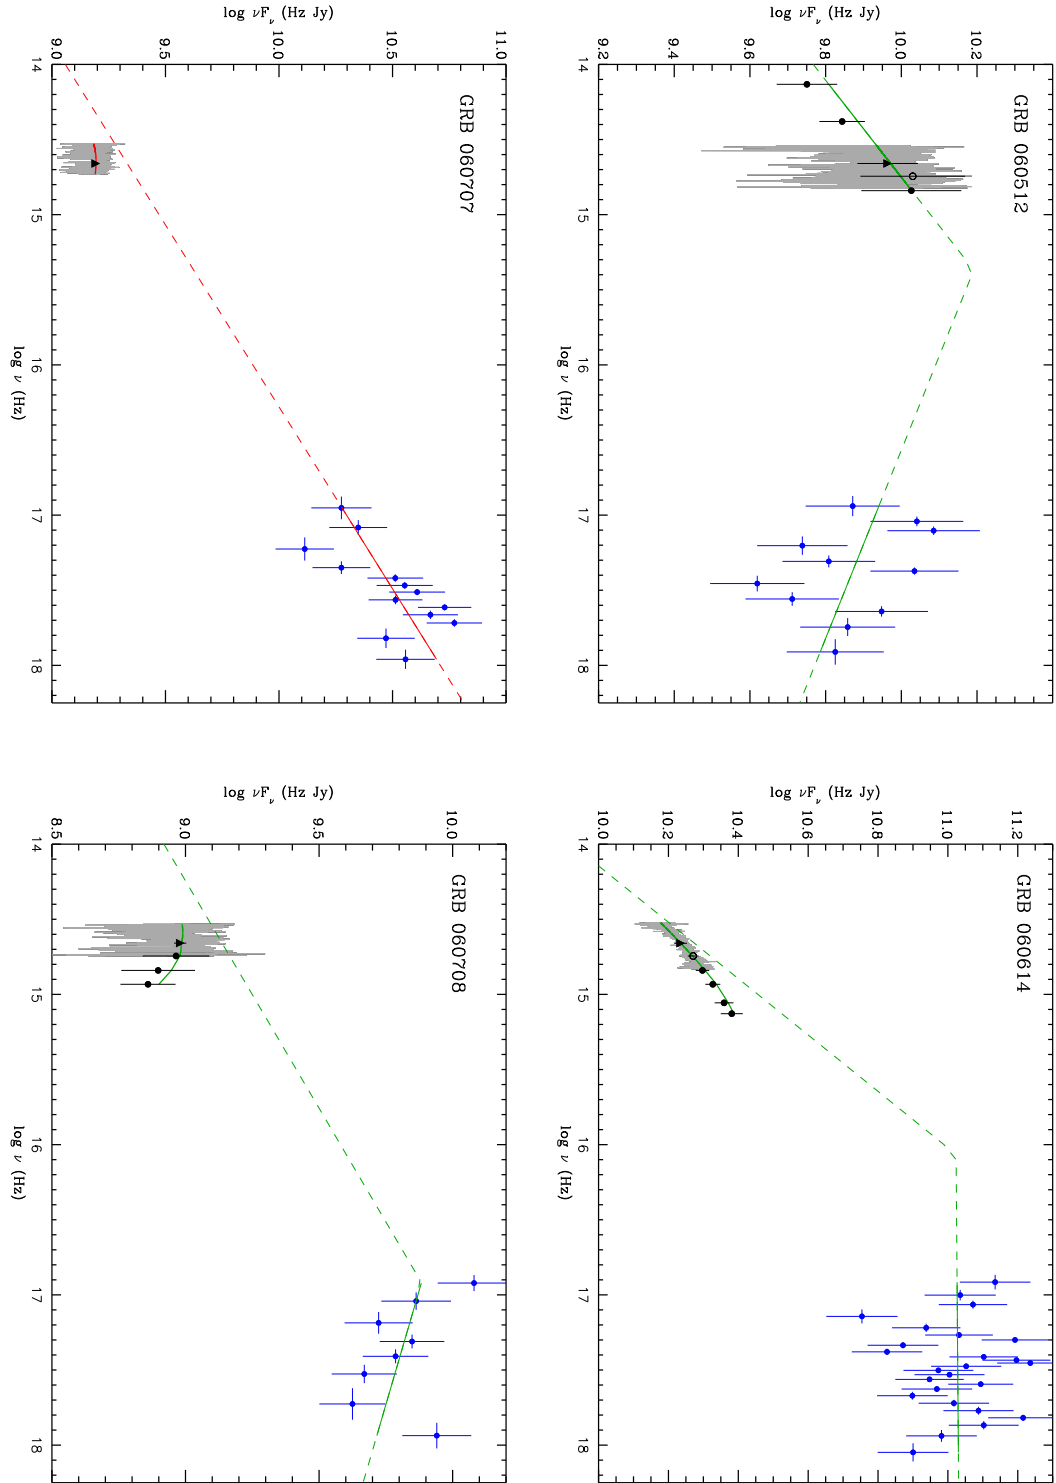 GRB 060512
log νF_ν (Hz Jy)
10.2
10.0
9.8
9.6
9.4
9.2
14 15 16 17 18
log ν (Hz)
GRB 060614
log νF_ν (Hz Jy)
11.2
11.0
10.8
10.6
10.4
10.2
10.0
14 15 16 17 18
log ν (Hz)
GRB 060707
log νF_ν (Hz Jy)
11.0
10.5
10.0
9.5
9.0
14 15 16 17 18
log ν (Hz)
GRB 060708
log νF_ν (Hz Jy)
10.0
9.5
9.0
8.5
14 15 16 17 18
log ν (Hz)